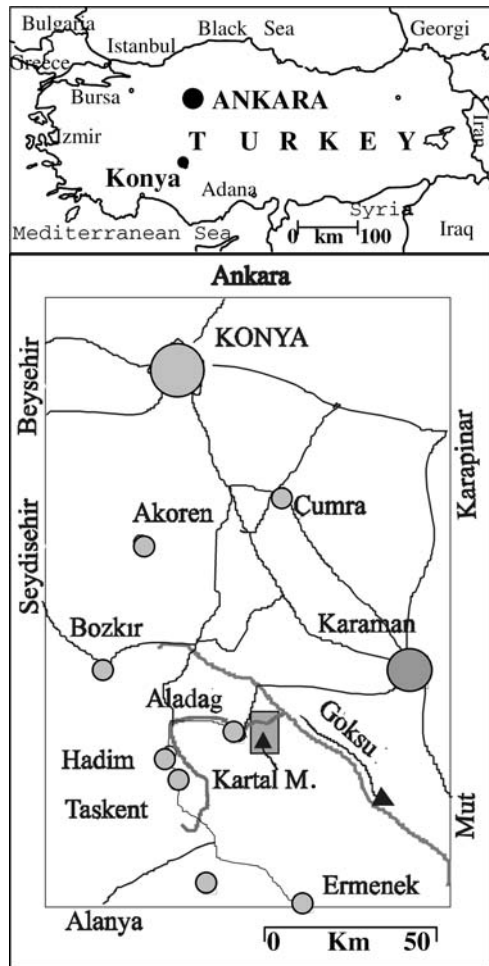 Bulgaria
Black Sea
Georgi
Istanbul
Greece
Bursa
ANKARA
Izmir
TURKEY
Iran
Konya
Adana
Syria
Mediterranean Sea
0 km 100
Iraq
Ankara
KONYA
Beysehir
Karapinar
Cumra
Akoren
Seydisehir
Bozkır
Karaman
Aladag
Goksu
Hadim
Kartal M.
Taskent
Mut
Ermenek
Alanya
0 Km 50